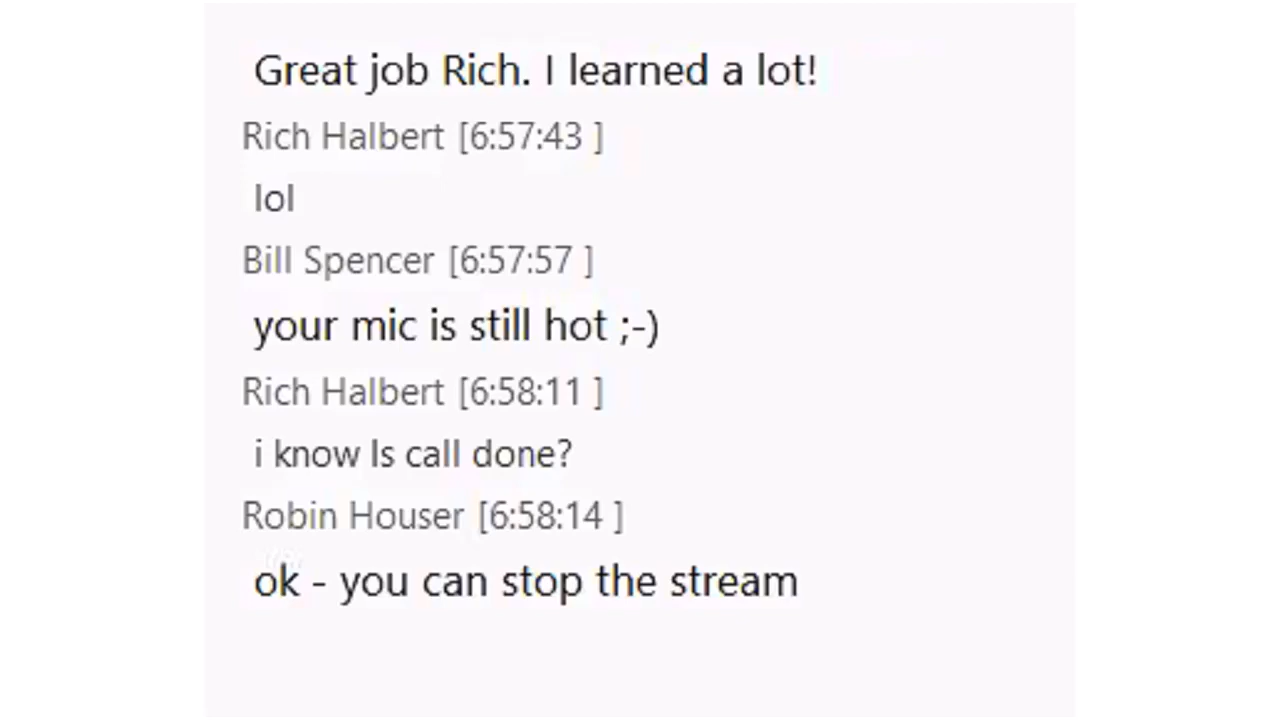 Great job Rich. I learned a lot!
Rich Halbert [6:57:43 ]
lol
Bill Spencer [6:57:57 ]
your mic is still hot ;-)
Rich Halbert [6:58:11 ]
i know Is call done?
Robin Houser [6:58:14 ]
ok - you can stop the stream